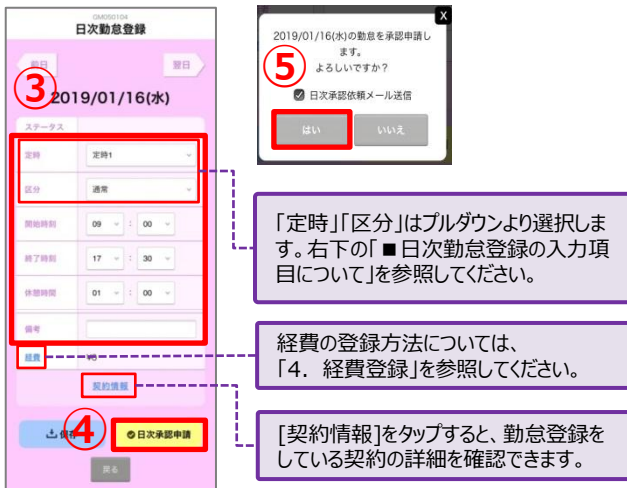 GM050104
日次勤怠登録
前日
翌日
③
2019/01/16(水)
ステータス
定時
定時1
区分
通常
開始時刻
09 : 00
終了時刻
17 : 30
休憩時間
01 : 00
備考
経費
¥0
契約情報
④
保存
日次承認申請
戻る
X
2019/01/16(水)の勤怠を承認申請し
ます。
よろしいですか？
⑤
日次承認依頼メール送信
はい
いいえ
「定時」「区分」はプルダウンより選択しま
す。右下の「■日次勤怠登録の入力項
目について」を参照してください。
経費の登録方法については、
「4．経費登録」を参照してください。
[契約情報]をタップすると、勤怠登録を
している契約の詳細を確認できます。